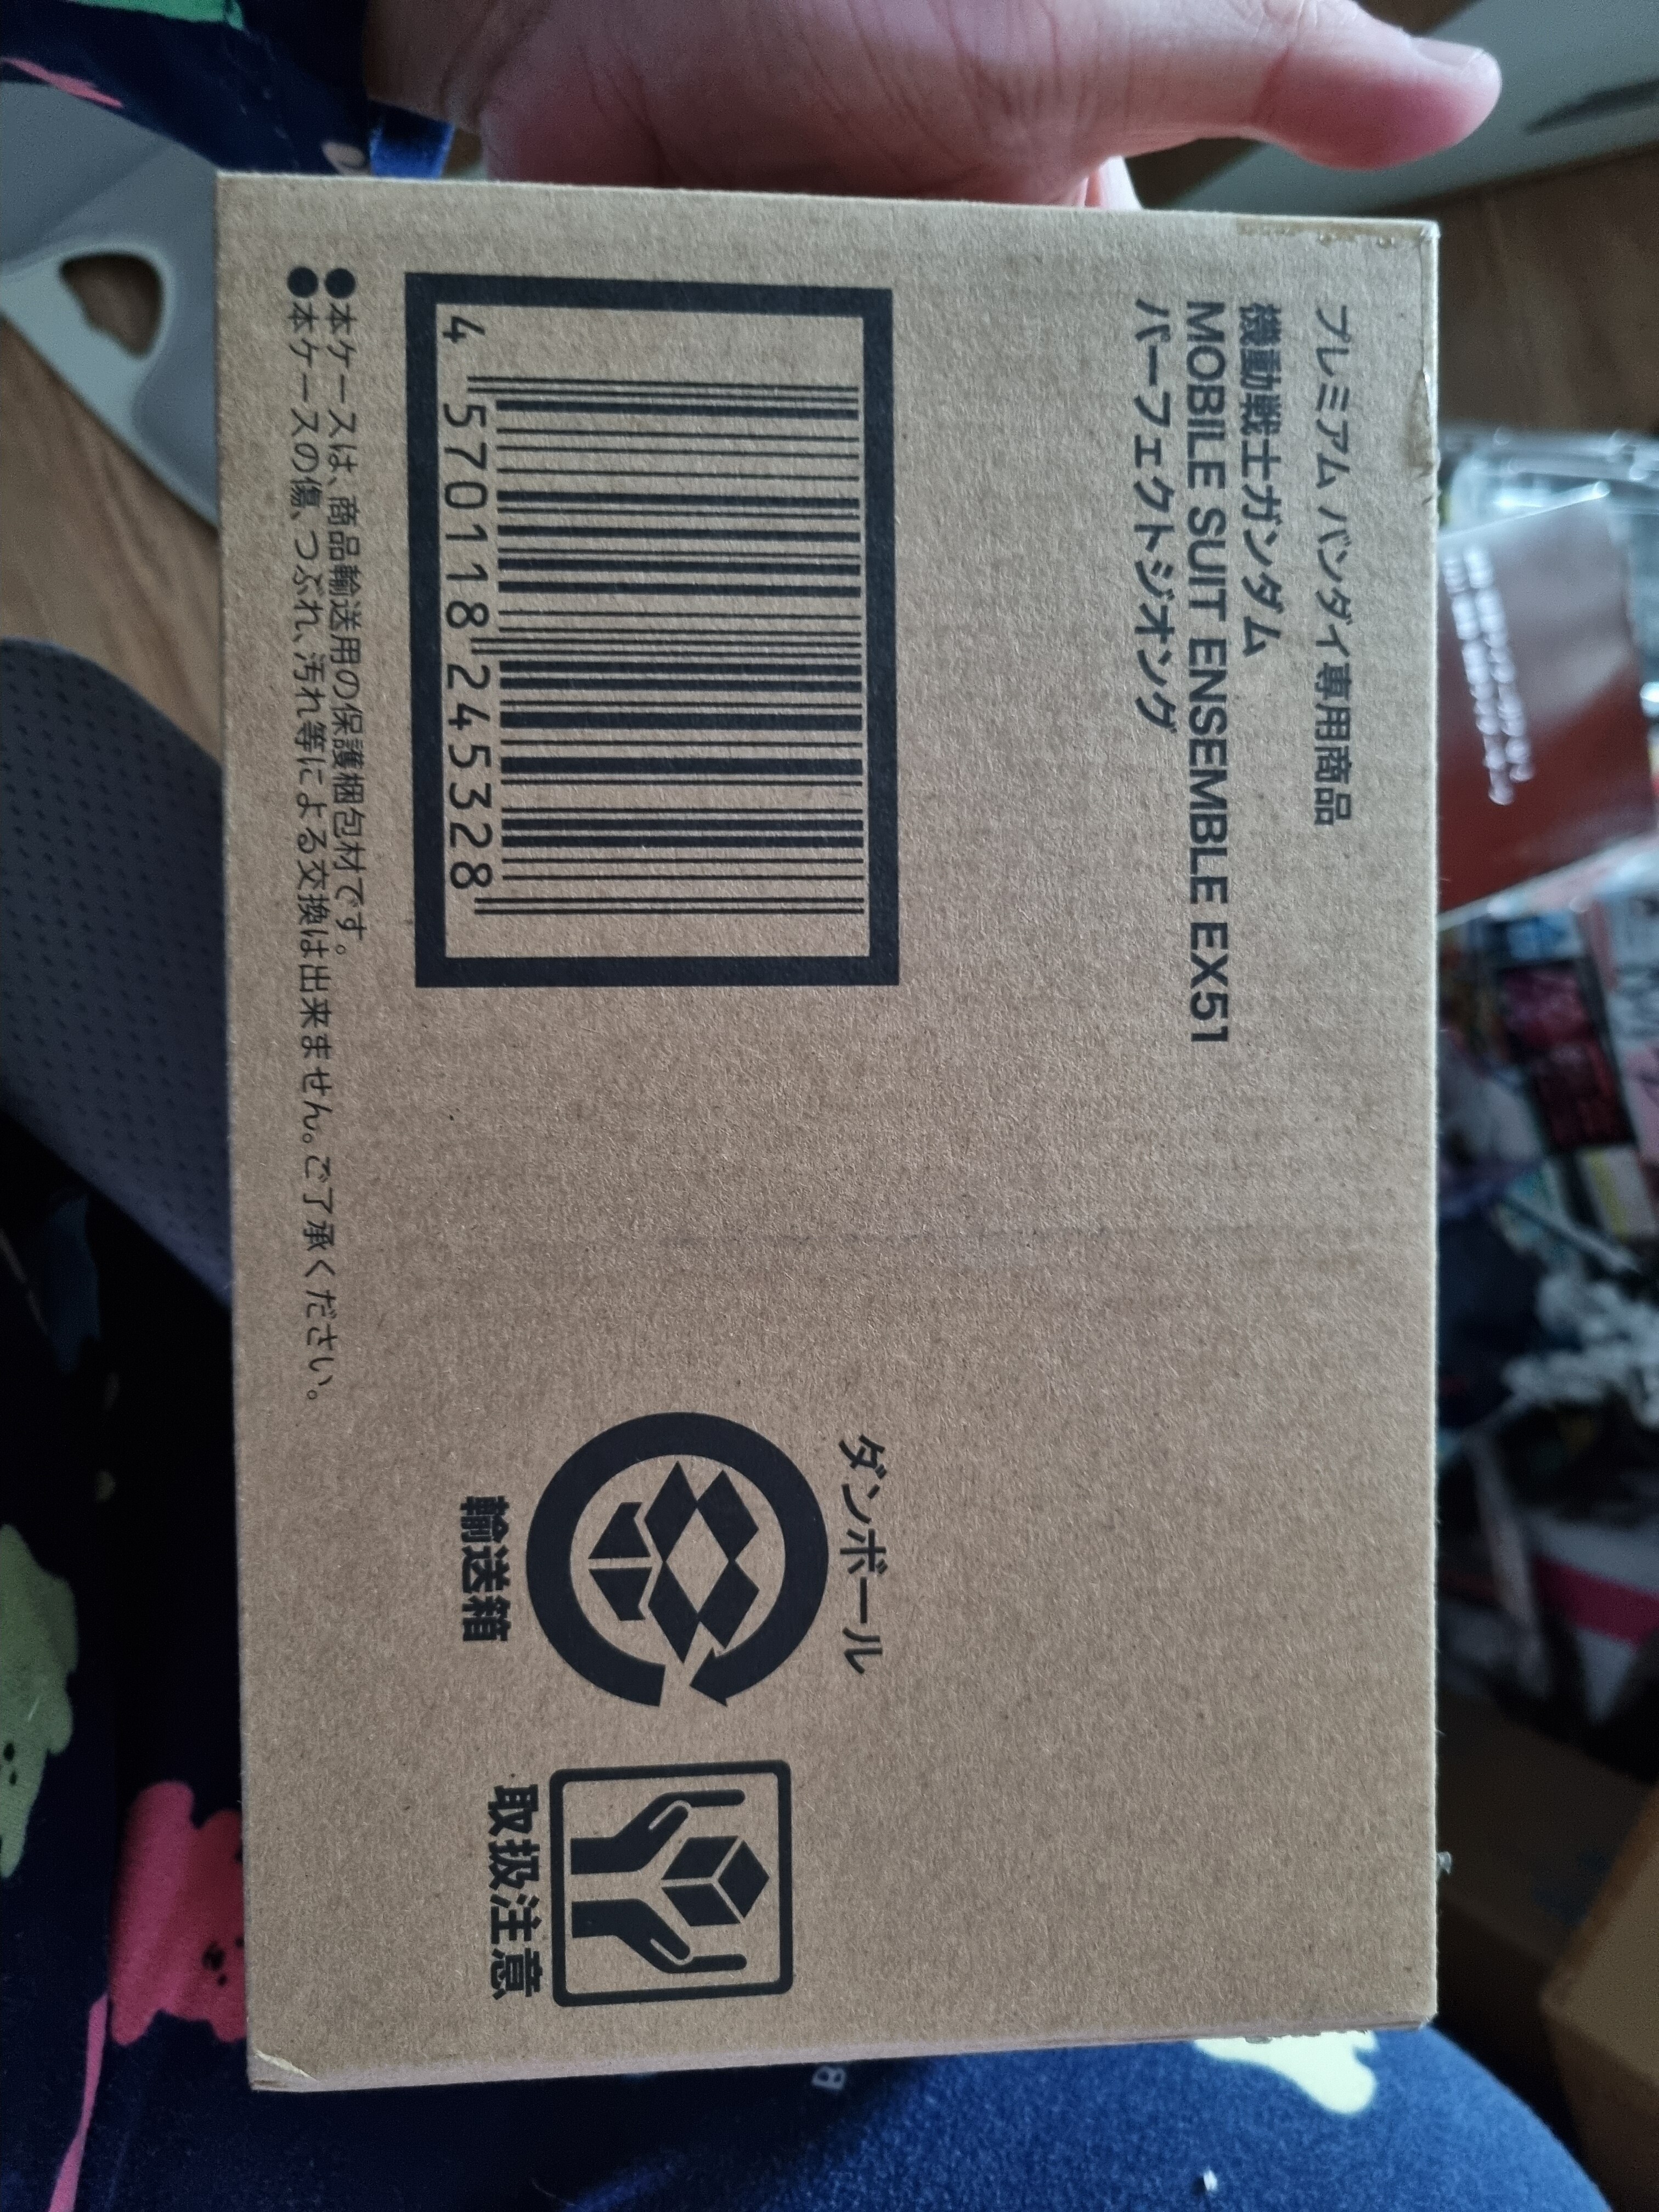 プレミアム バンダイ専用商品
機動戦士ガンダム
MOBILE SUIT ENSEMBLE EX51
パーフェクトジオング
4 570118 245328
●本ケースは、商品輸送用の保護梱包材です。
●本ケースの傷、つぶれ、汚れ等による交換は出来ません。ご了承ください。
ダンボール
輸送箱
取扱注意
B